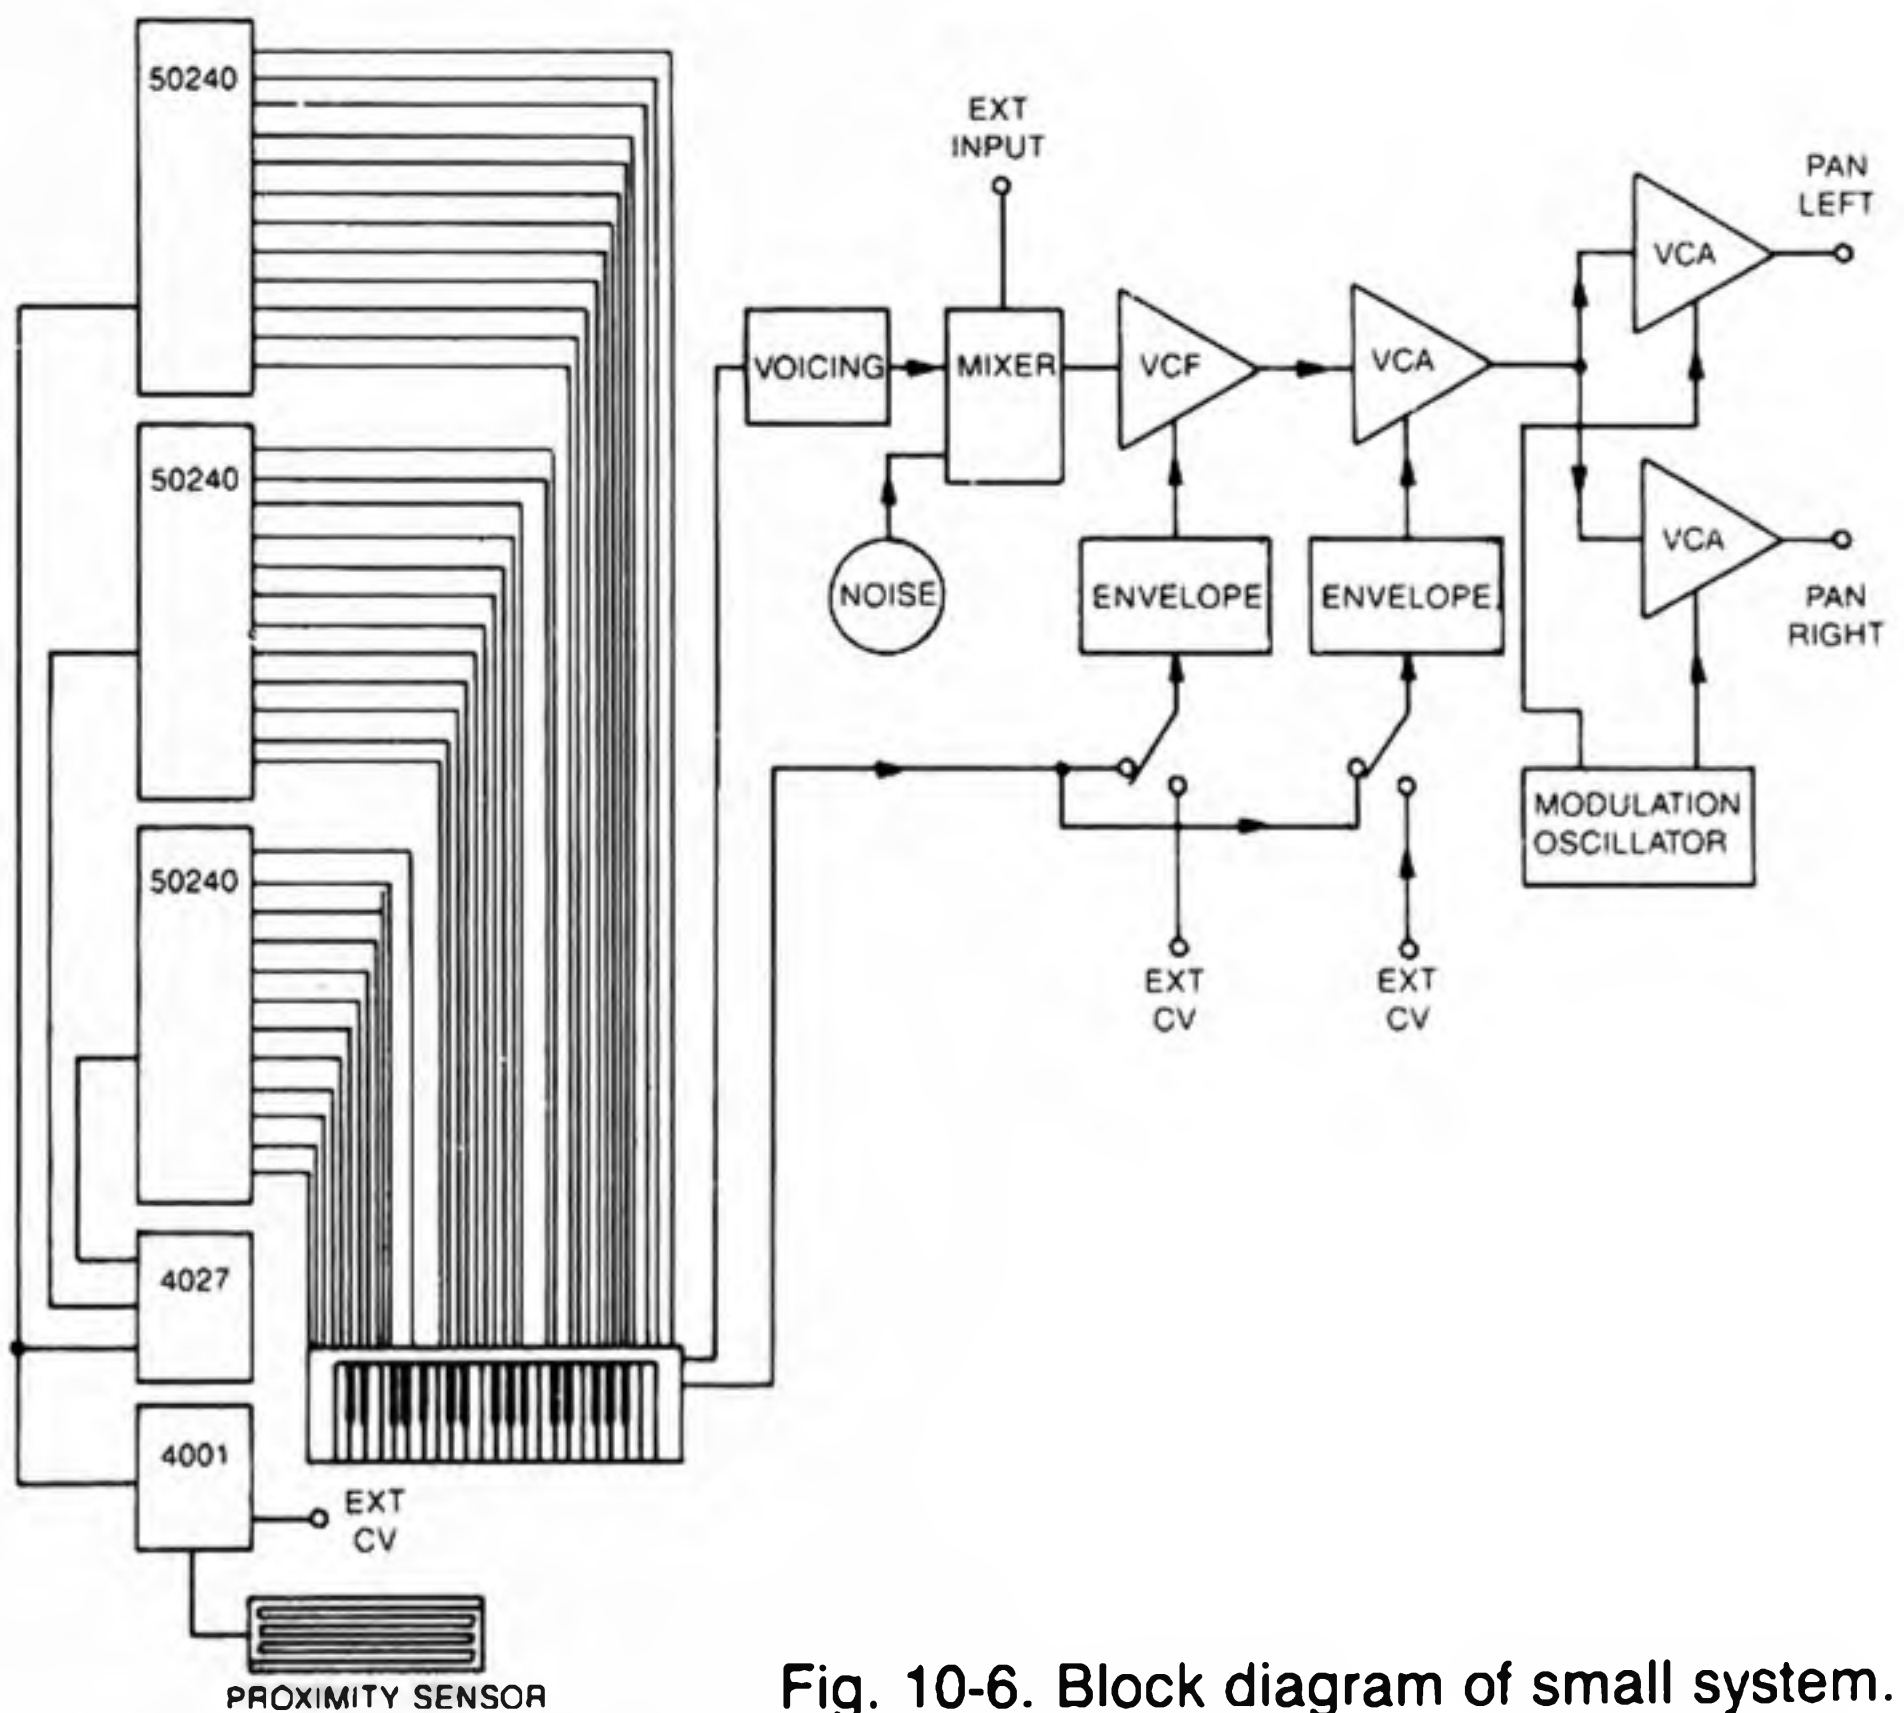 50240
50240
50240
4027
4001
EXT
CV
PROXIMITY SENSOR
VOICING
EXT
INPUT
MIXER
NOISE
VCF
VCA
ENVELOPE
ENVELOPE
EXT
CV
EXT
CV
VCA
PAN
LEFT
VCA
PAN
RIGHT
MODULATION
OSCILLATOR
Fig. 10-6. Block diagram of small system.